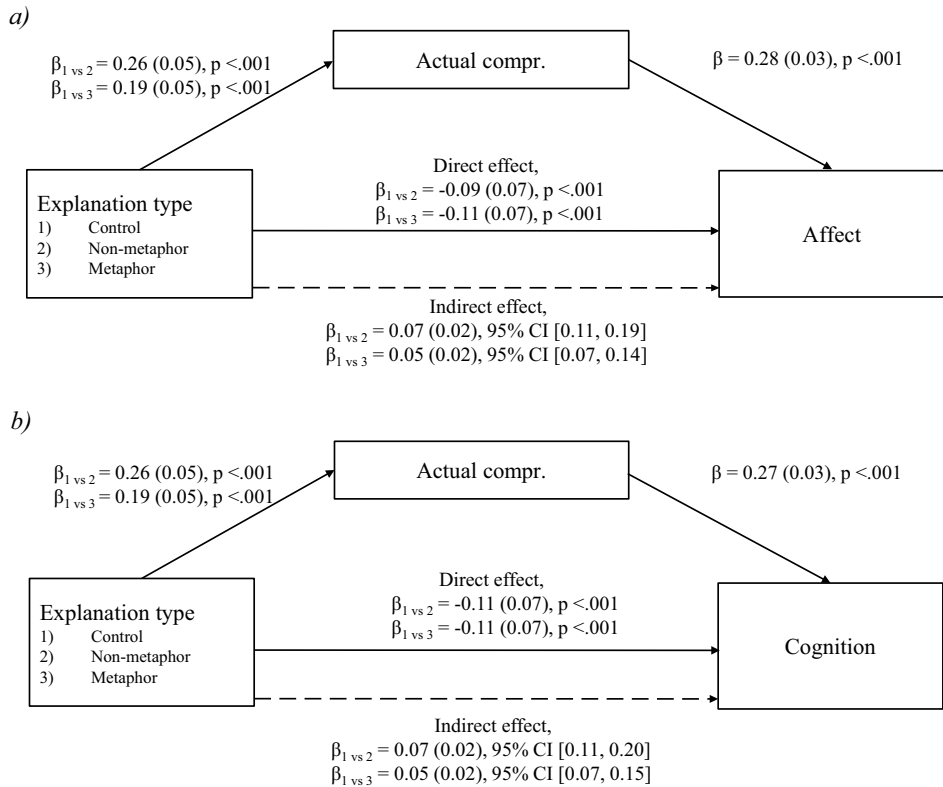 a)
β1 vs 2 = 0.26 (0.05), p <.001
β1 vs 3 = 0.19 (0.05), p <.001
Actual compr.
β = 0.28 (0.03), p <.001
Direct effect,
β1 vs 2 = -0.09 (0.07), p <.001
β1 vs 3 = -0.11 (0.07), p <.001
Explanation type
1) Control
2) Non-metaphor
3) Metaphor
Affect
Indirect effect,
β1 vs 2 = 0.07 (0.02), 95% CI [0.11, 0.19]
β1 vs 3 = 0.05 (0.02), 95% CI [0.07, 0.14]
b)
β1 vs 2 = 0.26 (0.05), p <.001
β1 vs 3 = 0.19 (0.05), p <.001
Actual compr.
β = 0.27 (0.03), p <.001
Direct effect,
β1 vs 2 = -0.11 (0.07), p <.001
β1 vs 3 = -0.11 (0.07), p <.001
Explanation type
1) Control
2) Non-metaphor
3) Metaphor
Cognition
Indirect effect,
β1 vs 2 = 0.07 (0.02), 95% CI [0.11, 0.20]
β1 vs 3 = 0.05 (0.02), 95% CI [0.07, 0.15]